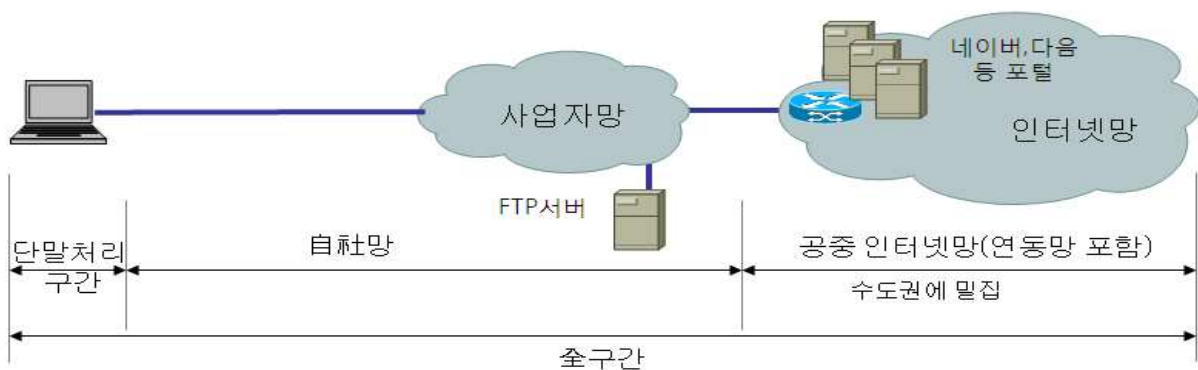 네이버,다음
등 포털
사업자망
인터넷망
FTP서버
단말처리
구간
自社망
공중 인터넷망(연동망 포함)
수도권에 밀집
全구간